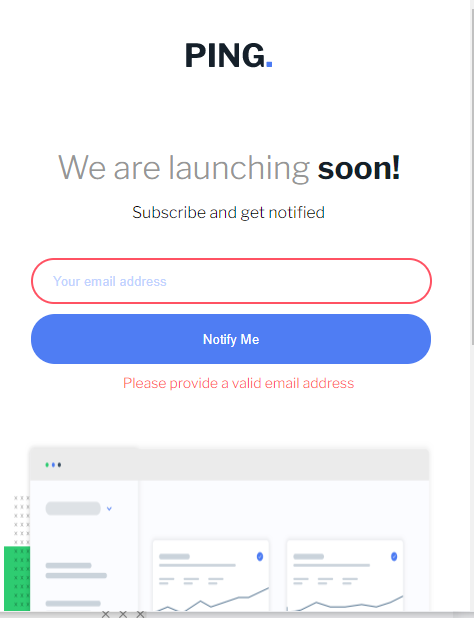 PING.
We are launching soon!
Subscribe and get notified
Your email address
Notify Me
Please provide a valid email address